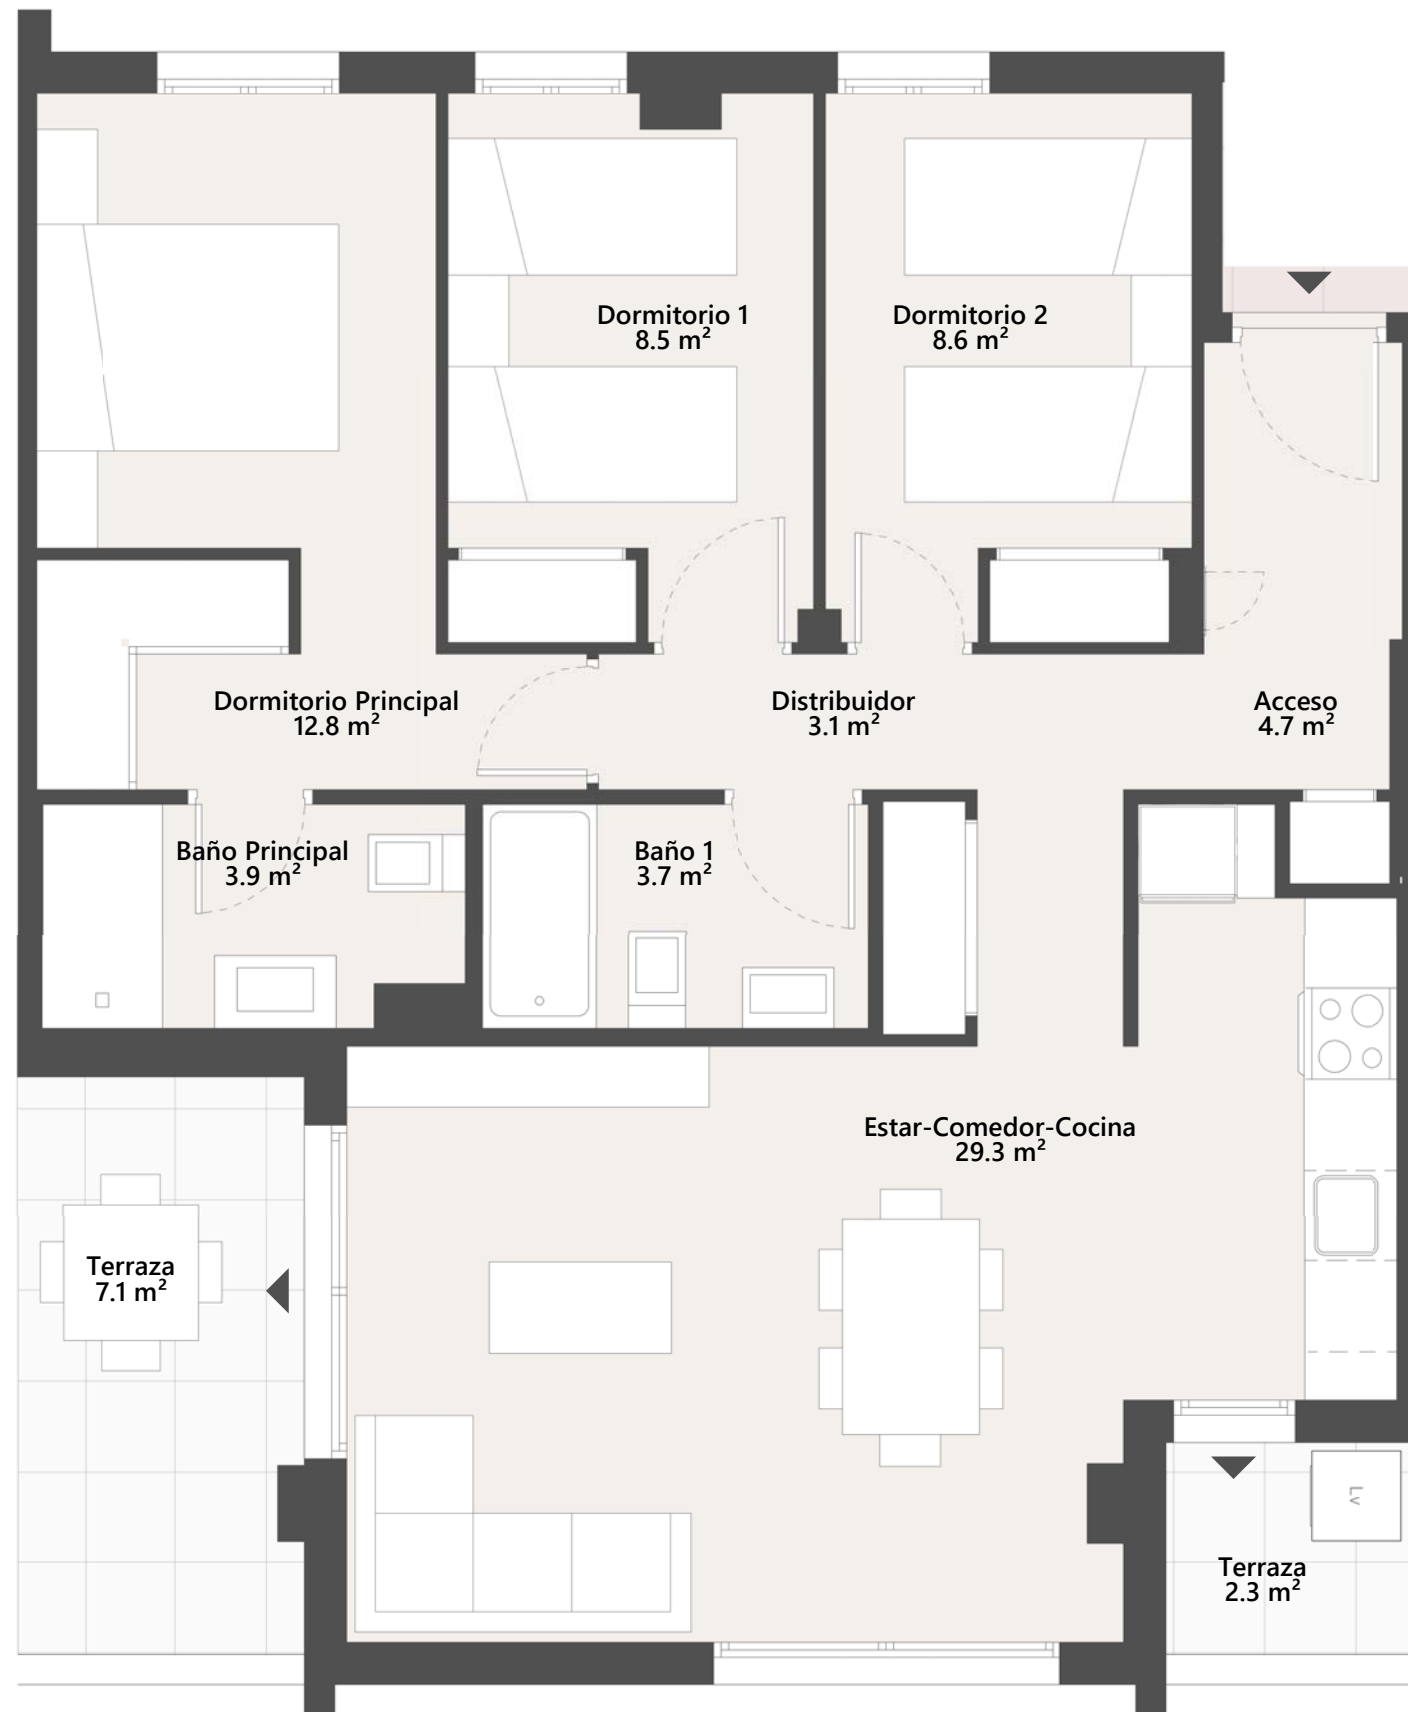 Dormitorio 1
8.5 m²
Dormitorio 2
8.6 m²
Dormitorio Principal
12.8 m²
Distribuidor
3.1 m²
Acceso
4.7 m²
Baño Principal
3.9 m²
Baño 1
3.7 m²
Estar-Comedor-Cocina
29.3 m²
Terraza
7.1 m²
Lv
Terraza
2.3 m²